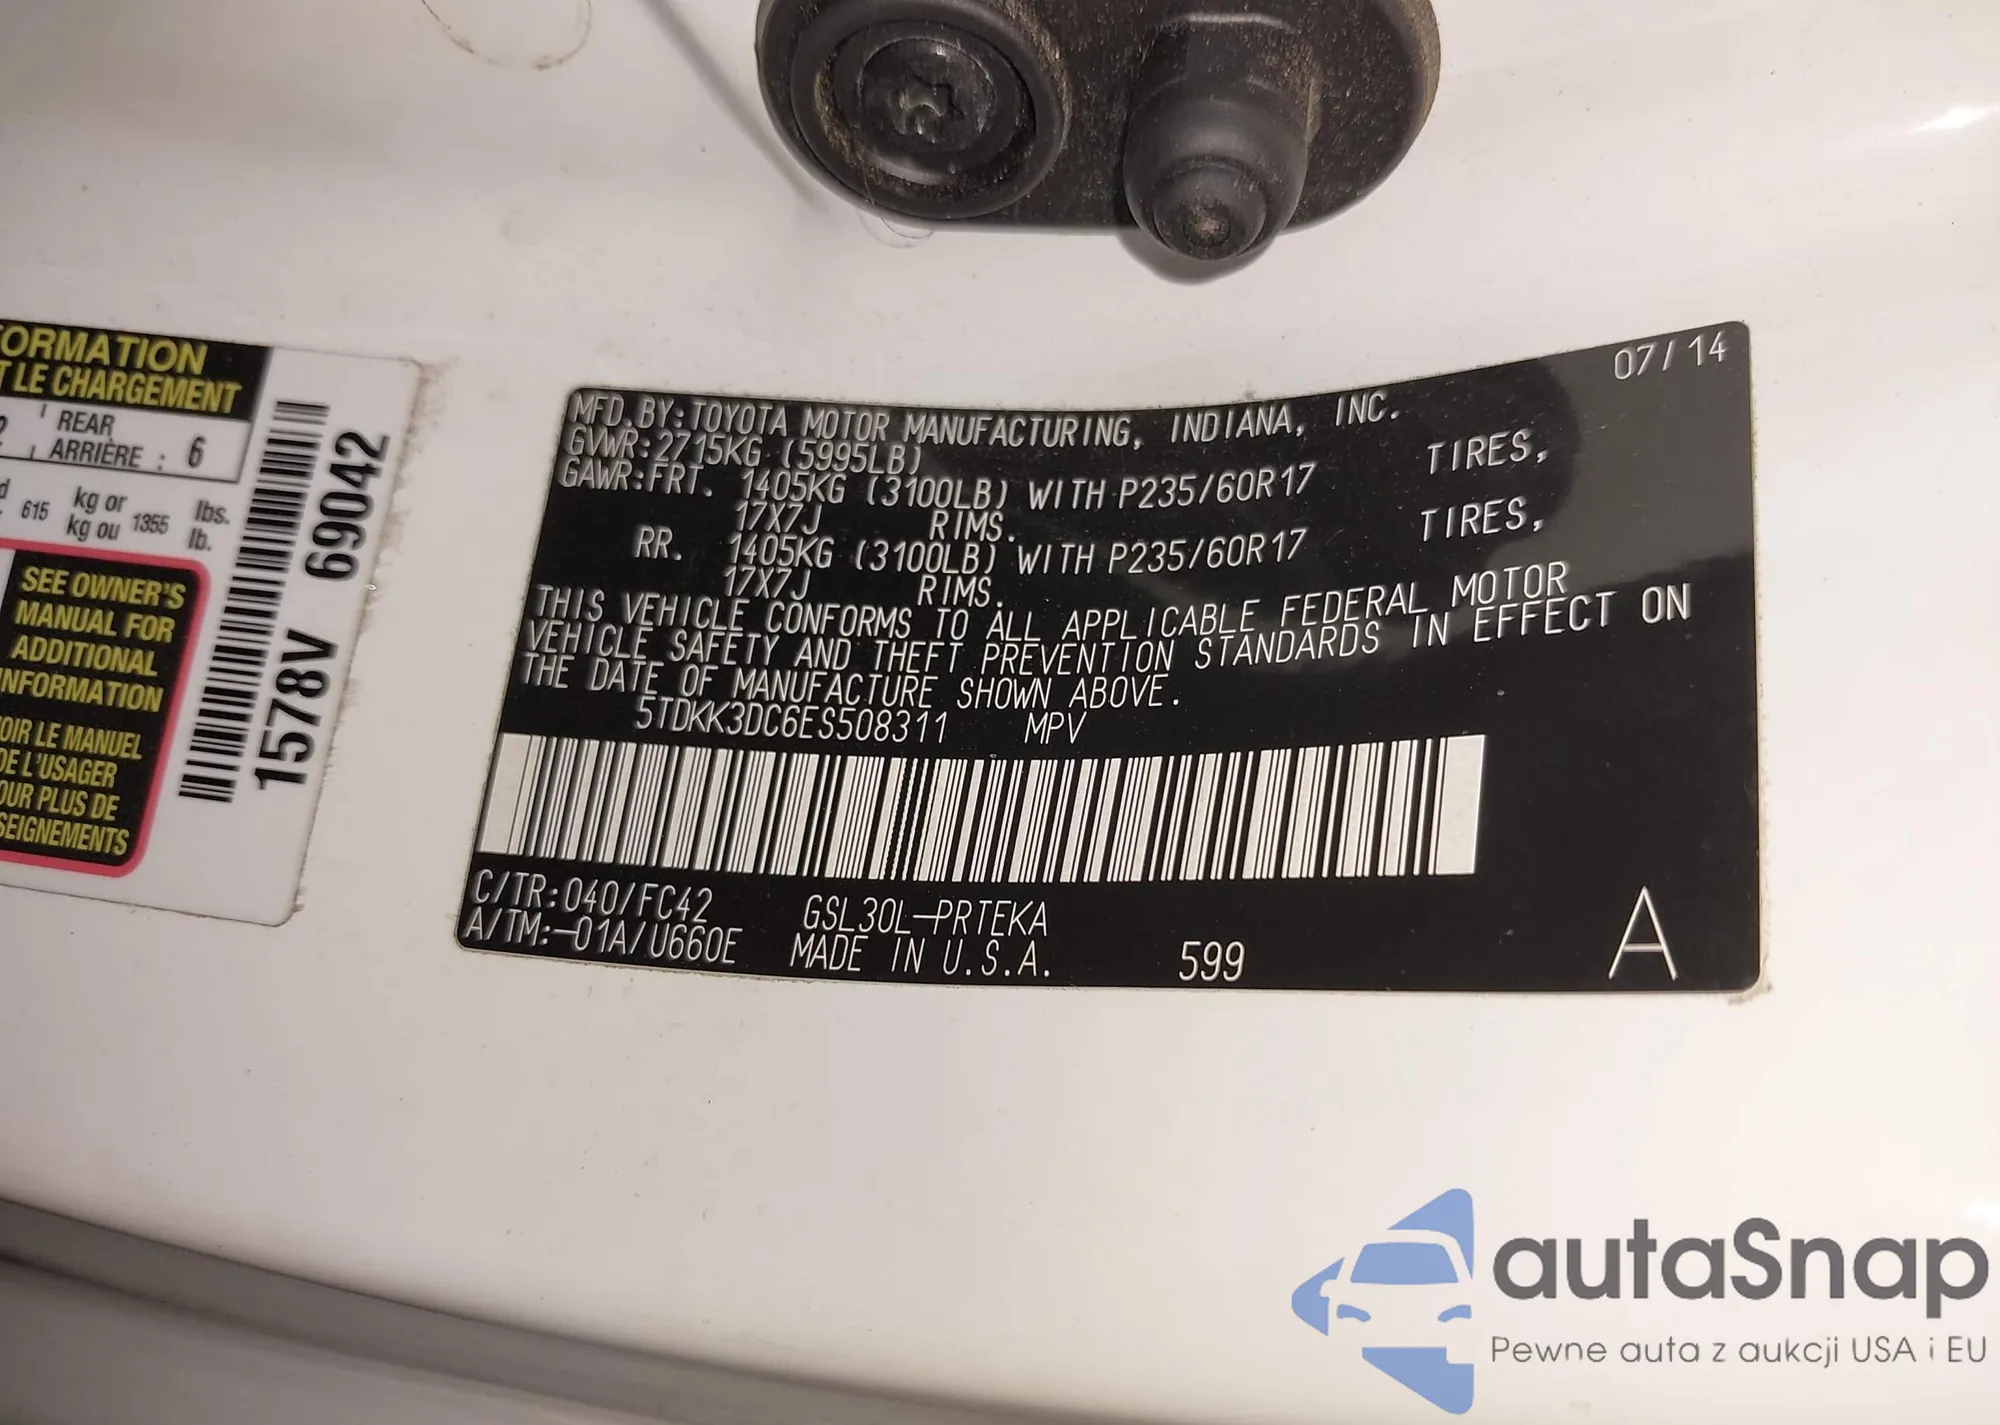 ORMATION
T LE CHARGEMENT
2 REAR
ARRIÈRE : 6
615 kg or 1355 lbs.
kg ou lb.
SEE OWNER'S
MANUAL FOR
ADDITIONAL
INFORMATION
VOIR LE MANUEL
DE L'USAGER
POUR PLUS DE
SEIGNEMENTS
1578V 69042
07/14
MFD. BY: TOYOTA MOTOR MANUFACTURING, INDIANA, INC.
GVWR: 2715KG (5995LB)
GAWR: FRT. 1405KG (3100LB) WITH P235/60R17 TIRES,
17X7J RIMS.
RR. 1405KG (3100LB) WITH P235/60R17 TIRES,
17X7J RIMS.
THIS VEHICLE CONFORMS TO ALL APPLICABLE FEDERAL MOTOR
VEHICLE SAFETY AND THEFT PREVENTION STANDARDS IN EFFECT ON
THE DATE OF MANUFACTURE SHOWN ABOVE.
5TDKK3DC6ES508311 MPV
C/TR: 040/FC42 GSL30L-PRTEKA
A/TM: -01A/U660E MADE IN U.S.A. 599 A
autaSnap
Pewne auta z aukcji USA i EU